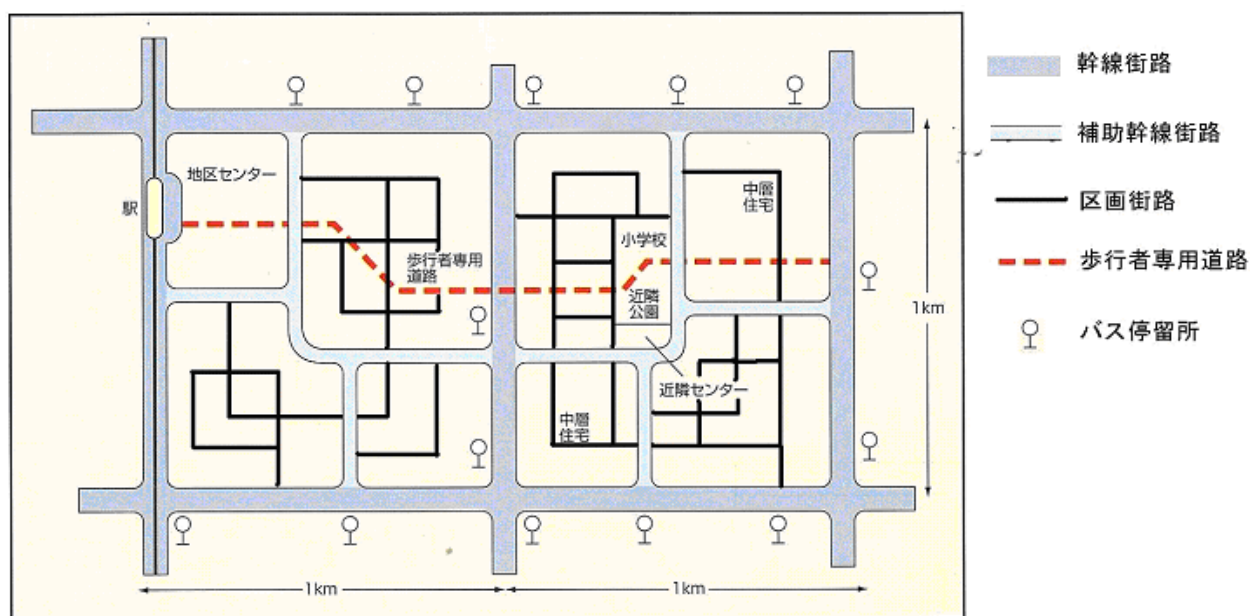 地区センター
駅
歩行者専用
道路
小学校
近隣
公園
中層
住宅
近隣センター
中層
住宅
1km
1km
1km
幹線街路
補助幹線街路
区画街路
歩行者専用道路
バス停留所